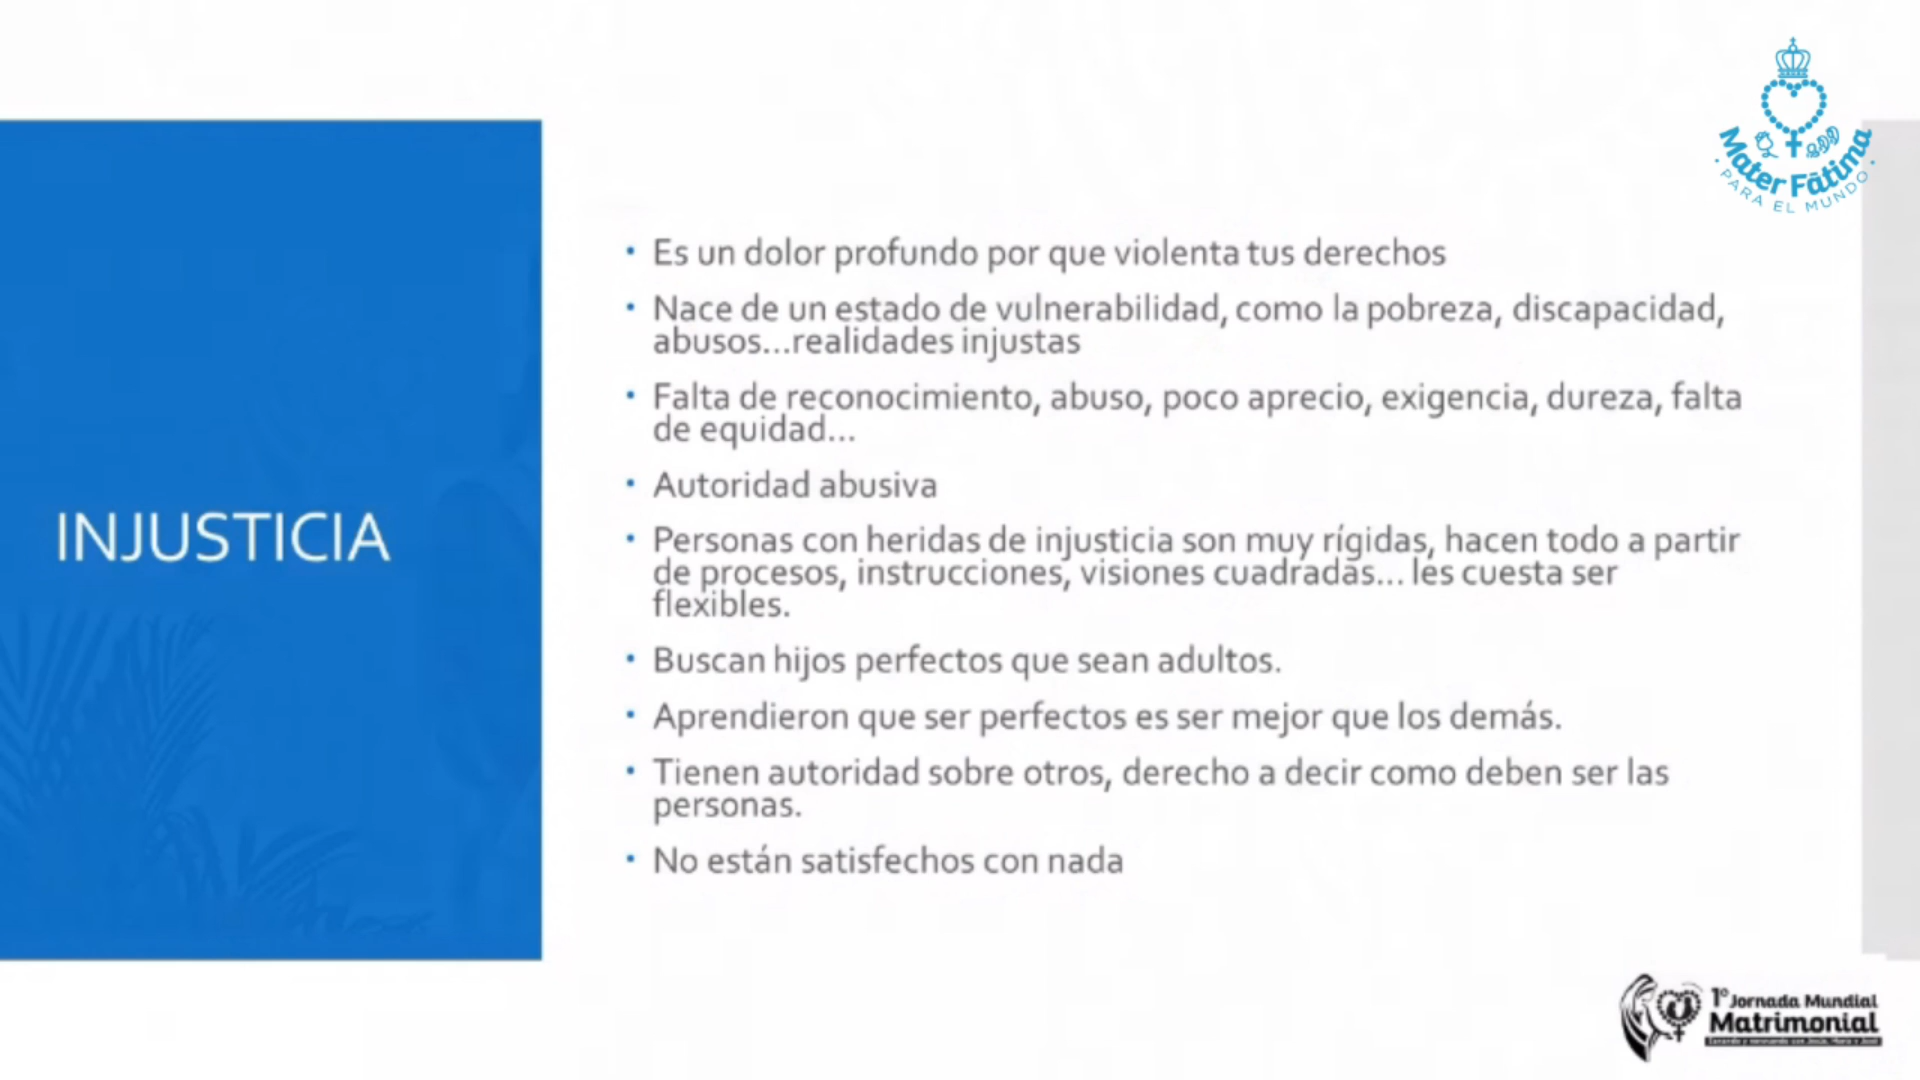 Mater Fātima
PARA EL MUNDO
INJUSTICIA
• Es un dolor profundo por que violenta tus derechos
• Nace de un estado de vulnerabilidad, como la pobreza, discapacidad,
abusos...realidades injustas
• Falta de reconocimiento, abuso, poco aprecio, exigencia, dureza, falta
de equidad...
• Autoridad abusiva
• Personas con heridas de injusticia son muy rígidas, hacen todo a partir
de procesos, instrucciones, visiones cuadradas... les cuesta ser
flexibles.
• Buscan hijos perfectos que sean adultos.
• Aprendieron que ser perfectos es ser mejor que los demás.
• Tienen autoridad sobre otros, derecho a decir como deben ser las
personas.
• No están satisfechos con nada
1º Jornada Mundial
Matrimonial